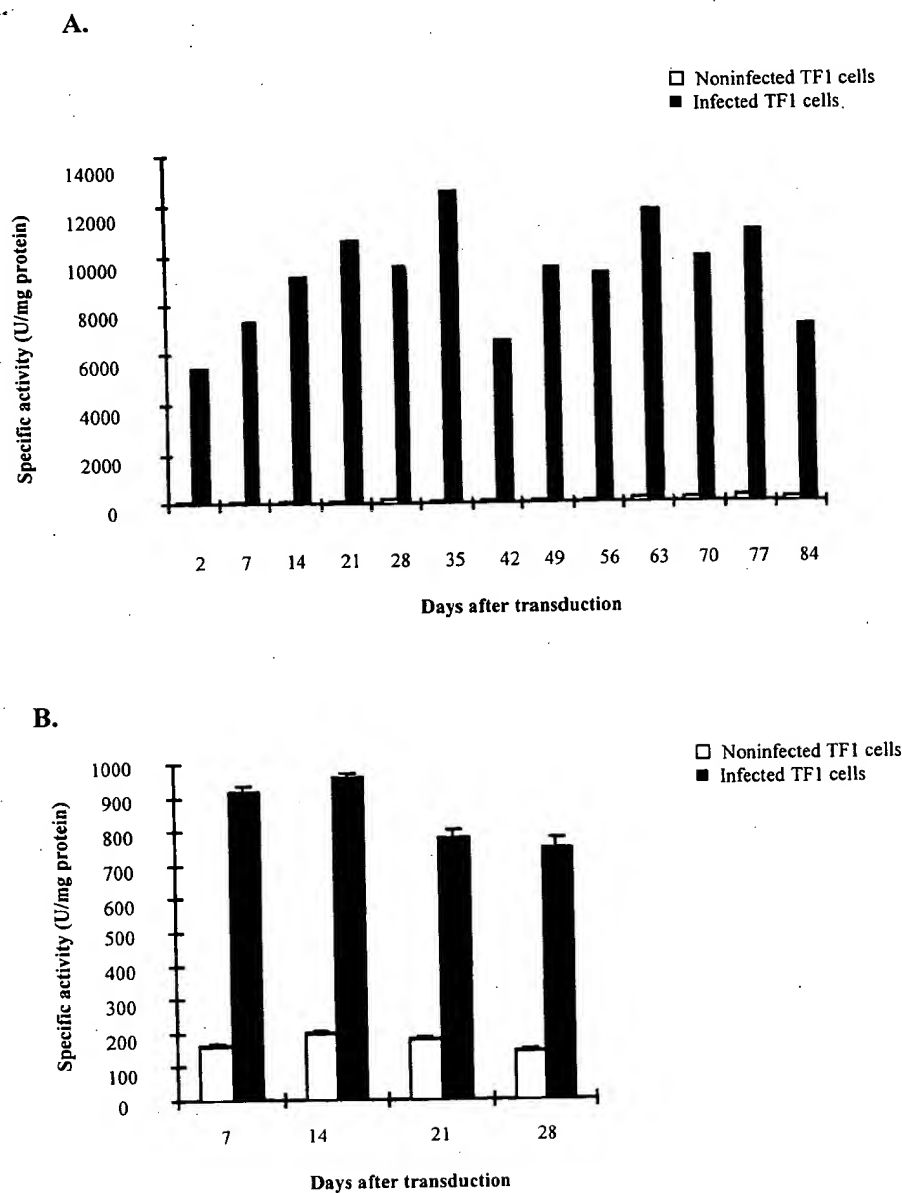 A.
Noninfected TF1 cells
Infected TF1 cells.
Specific activity (U/mg protein)
14000
12000
10000
8000
6000
4000
2000
0
2 7 14 21 28 35 42 49 56 63 70 77 84
Days after transduction
B.
Noninfected TF1 cells
Infected TF1 cells
Specific activity (U/mg protein)
1000
900
800
700
600
500
400
300
200
100
0
7 14 21 28
Days after transduction